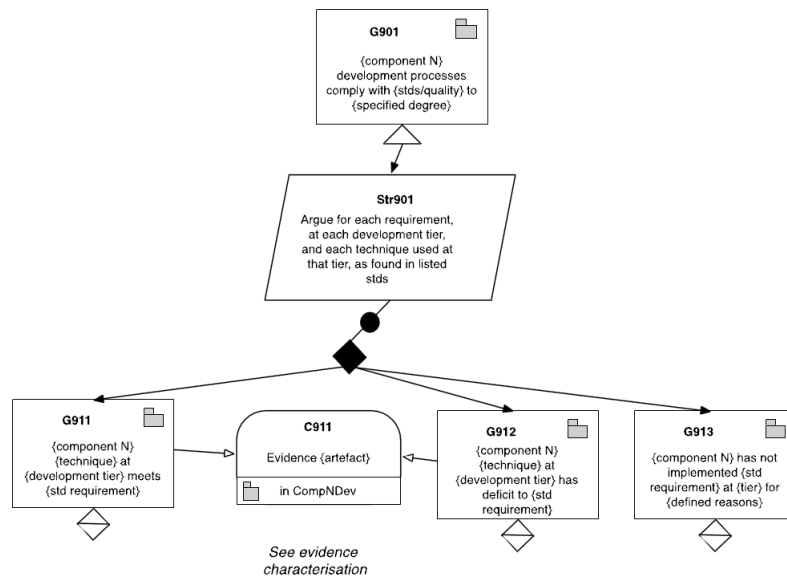 G901
{component N}
development processes
comply with {stds/quality} to
{specified degree}
Str901
Argue for each requirement,
at each development tier,
and each technique used at
that tier, as found in listed
stds
G911
{component N}
{technique} at
{development tier} meets
{std requirement}
C911
Evidence {artefact}
in CompNDev
G912
{component N}
{technique} at
{development tier} has
deficit to {std
requirement}
G913
{component N} has not
implemented {std
requirement} at {tier} for
{defined reasons}
See evidence
characterisation